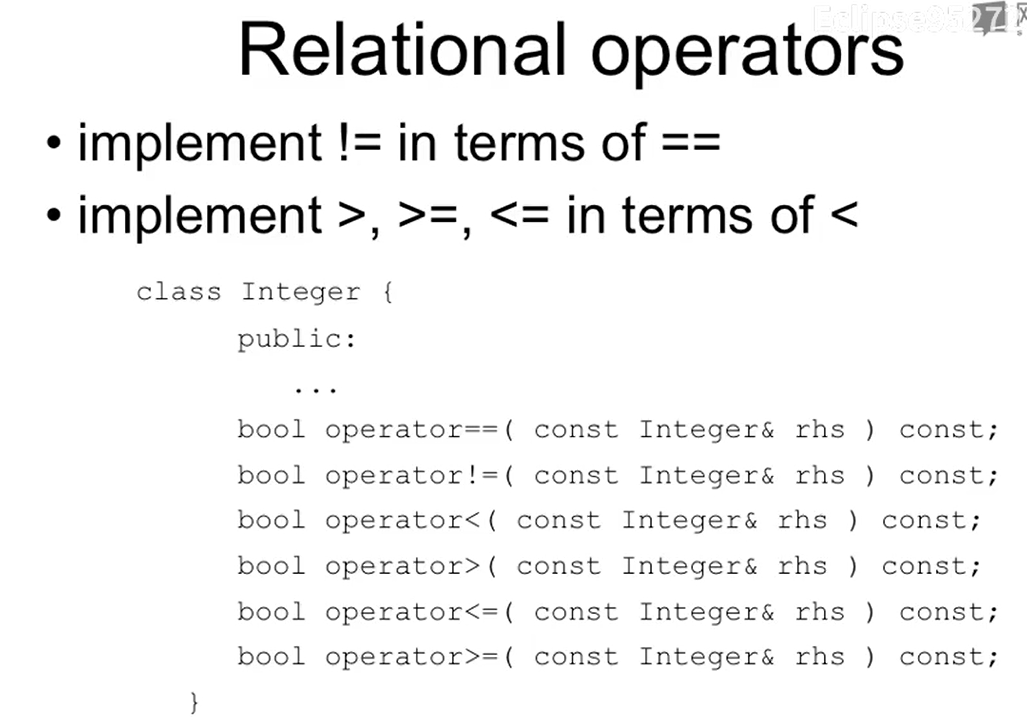 Eclipse9527
Relational operators
• implement != in terms of ==
• implement >, >=, <= in terms of <
class Integer {
public:
...
bool operator==( const Integer& rhs ) const;
bool operator!=( const Integer& rhs ) const;
bool operator<( const Integer& rhs ) const;
bool operator>( const Integer& rhs ) const;
bool operator<=( const Integer& rhs ) const;
bool operator>=( const Integer& rhs ) const;
}